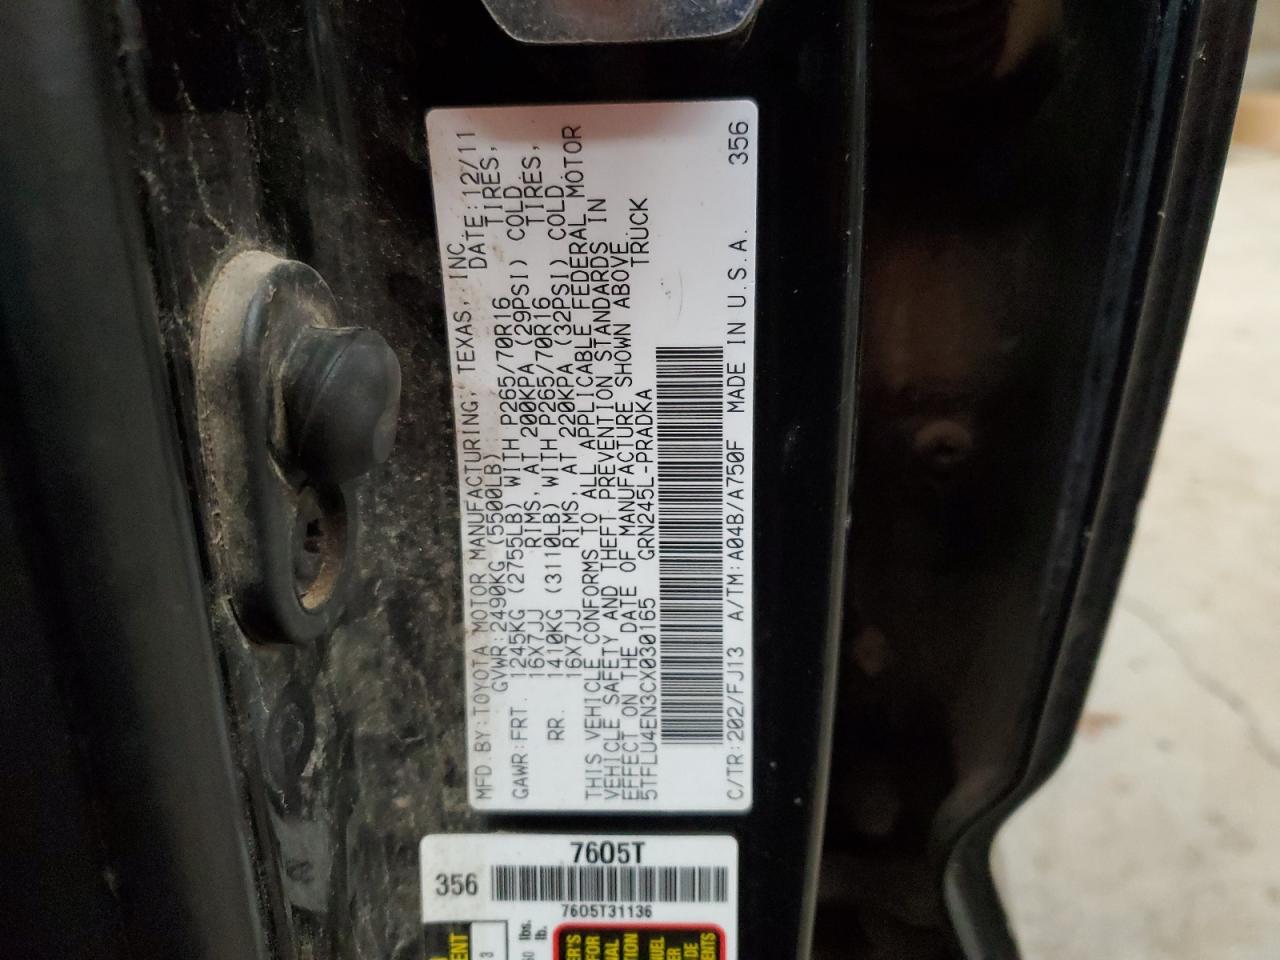 MFD.BY:TOYOTA MOTOR MANUFACTURING, TEXAS, INC.
GVWR:2490KG (5500LB) DATE:12/11
GAWR:FRT. 1245KG (2755LB) WITH P265/70R16 TIRES,
16X7JJ RIMS, AT 200KPA (29PSI) COLD
RR. 1410KG (3110LB) WITH P265/70R16 TIRES,
16X7JJ RIMS, AT 220KPA (32PSI) COLD
THIS VEHICLE CONFORMS TO ALL APPLICABLE FEDERAL MOTOR
VEHICLE SAFETY AND THEFT PREVENTION STANDARDS IN
EFFECT ON THE DATE OF MANUFACTURE SHOWN ABOVE.
5TFLU4EN3CX030165 GRN245L-PRADKA TRUCK
C/TR:202/FJ13 A/TM:A04B/A750F MADE IN U.S.A. 356
7605T
356
7605T31136
lbs.
lb.